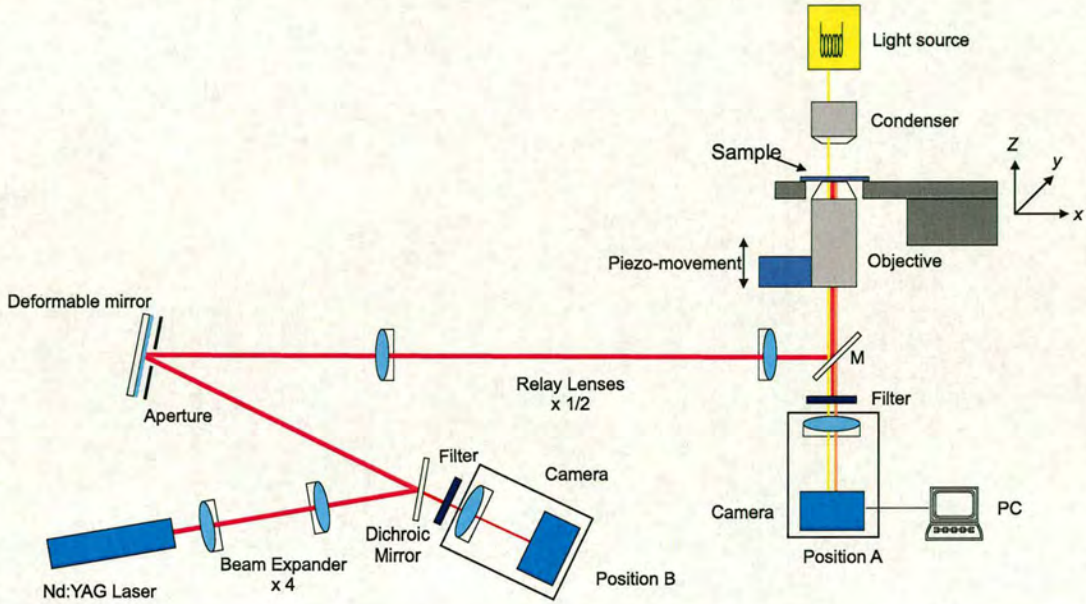 Light source
Condenser
Sample
z
y
x
Piezo-movement
Objective
Deformable mirror
M
Relay Lenses
x 1/2
Aperture
Filter
Filter
Camera
Camera
PC
Dichroic
Mirror
Position A
Beam Expander
x 4
Position B
Nd:YAG Laser